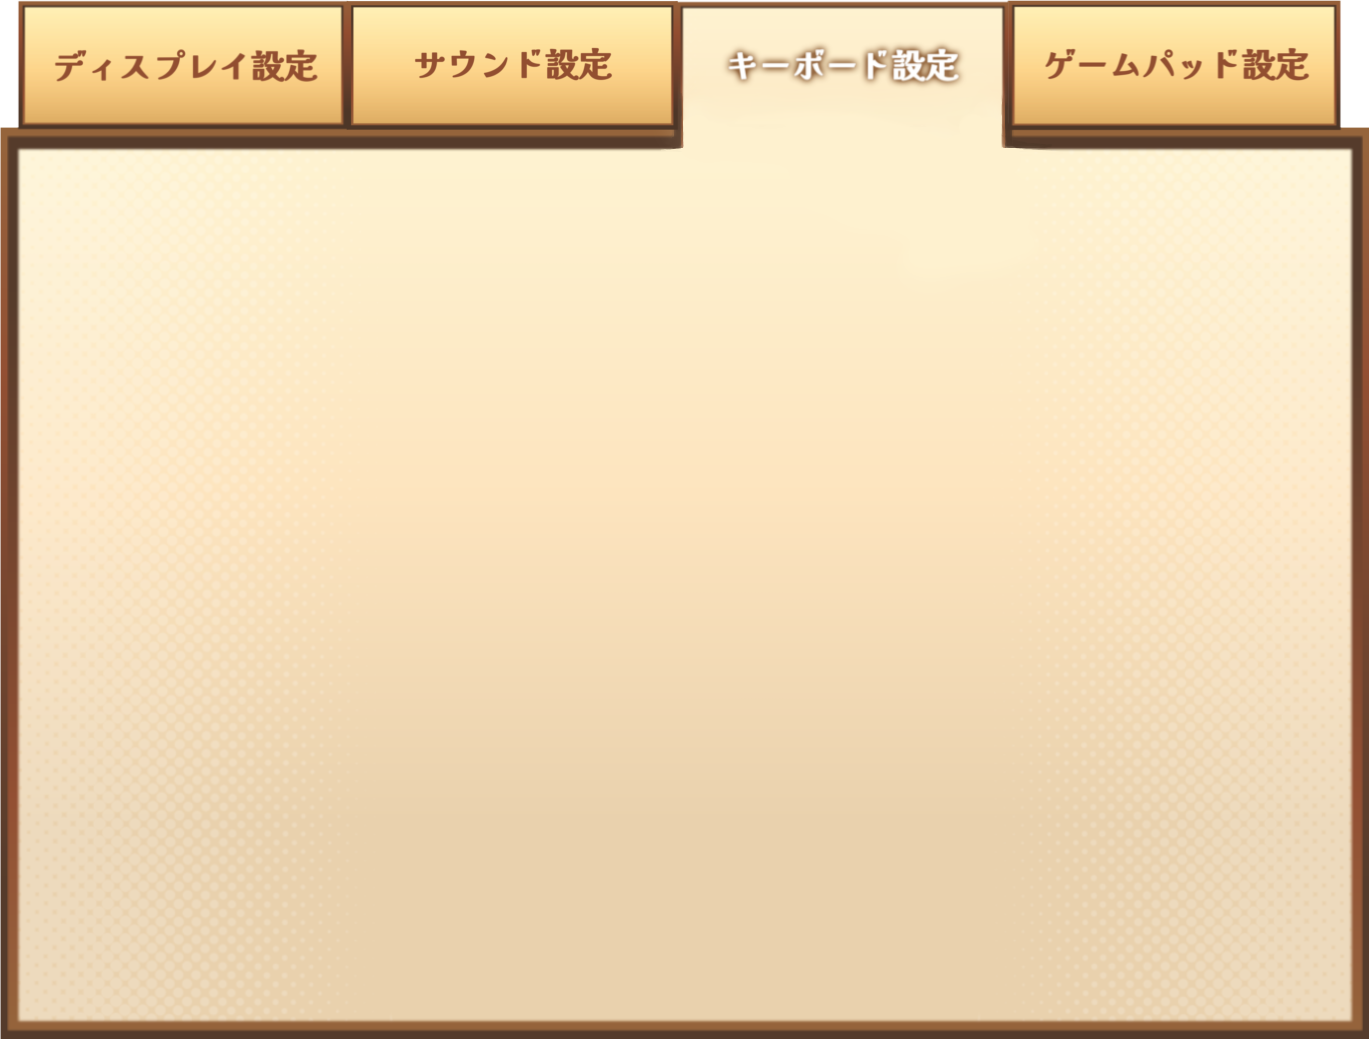 ディスプレイ設定
サウンド設定
キーボード設定
ゲームパッド設定